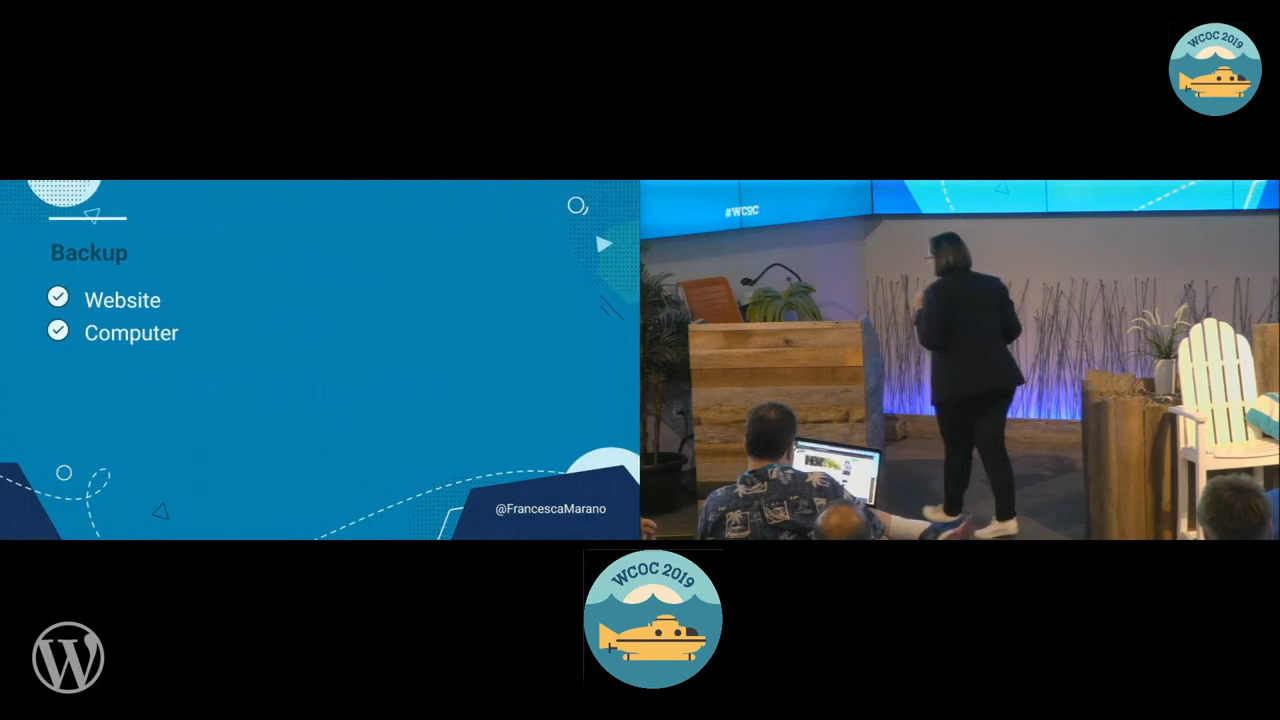 WCOC 2019
Backup
Website
Computer
@FrancescaMarano
#WCOC
WCOC 2019